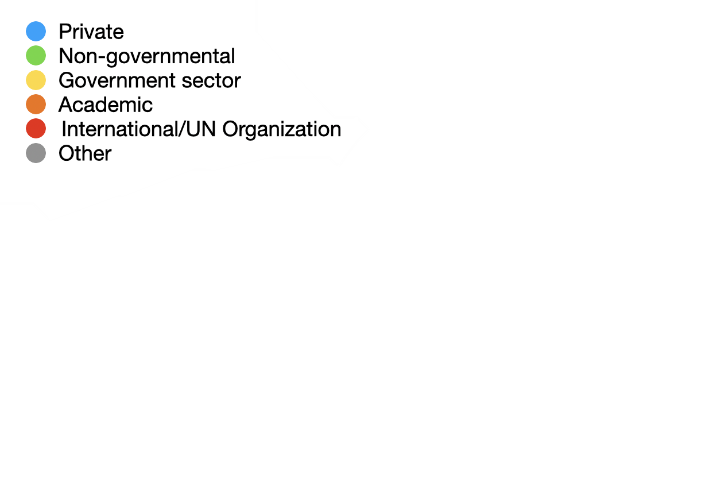 Private
Non-governmental
Government sector
Academic
International/UN Organization
Other